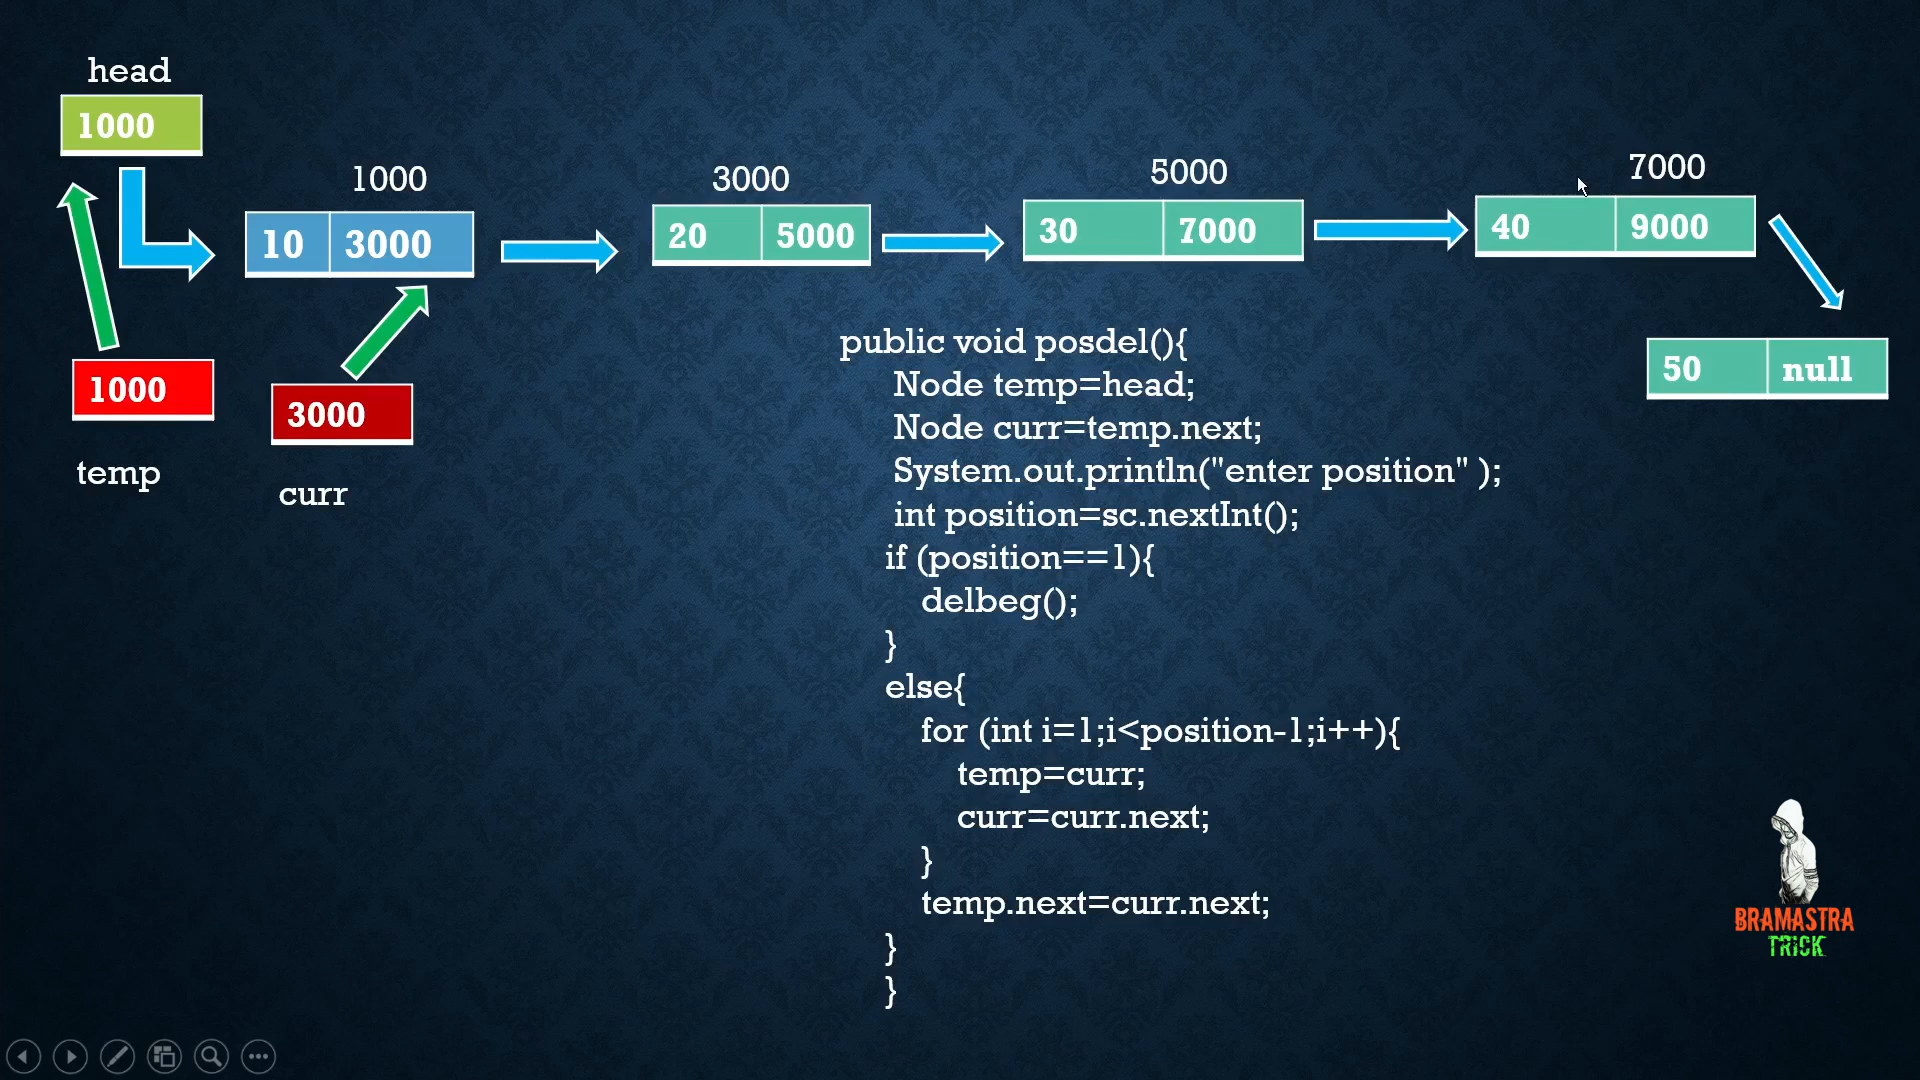 head
1000
1000
3000
5000
7000
10 3000
20 5000
30 7000
40 9000
50 null
1000
3000
temp
curr
public void posdel(){
Node temp=head;
Node curr=temp.next;
System.out.println("enter position" );
int position=sc.nextInt();
if (position==1){
delbeg();
}
else{
for (int i=1;i<position-1;i++){
temp=curr;
curr=curr.next;
}
temp.next=curr.next;
}
}
BRAMASTRA
TRICK